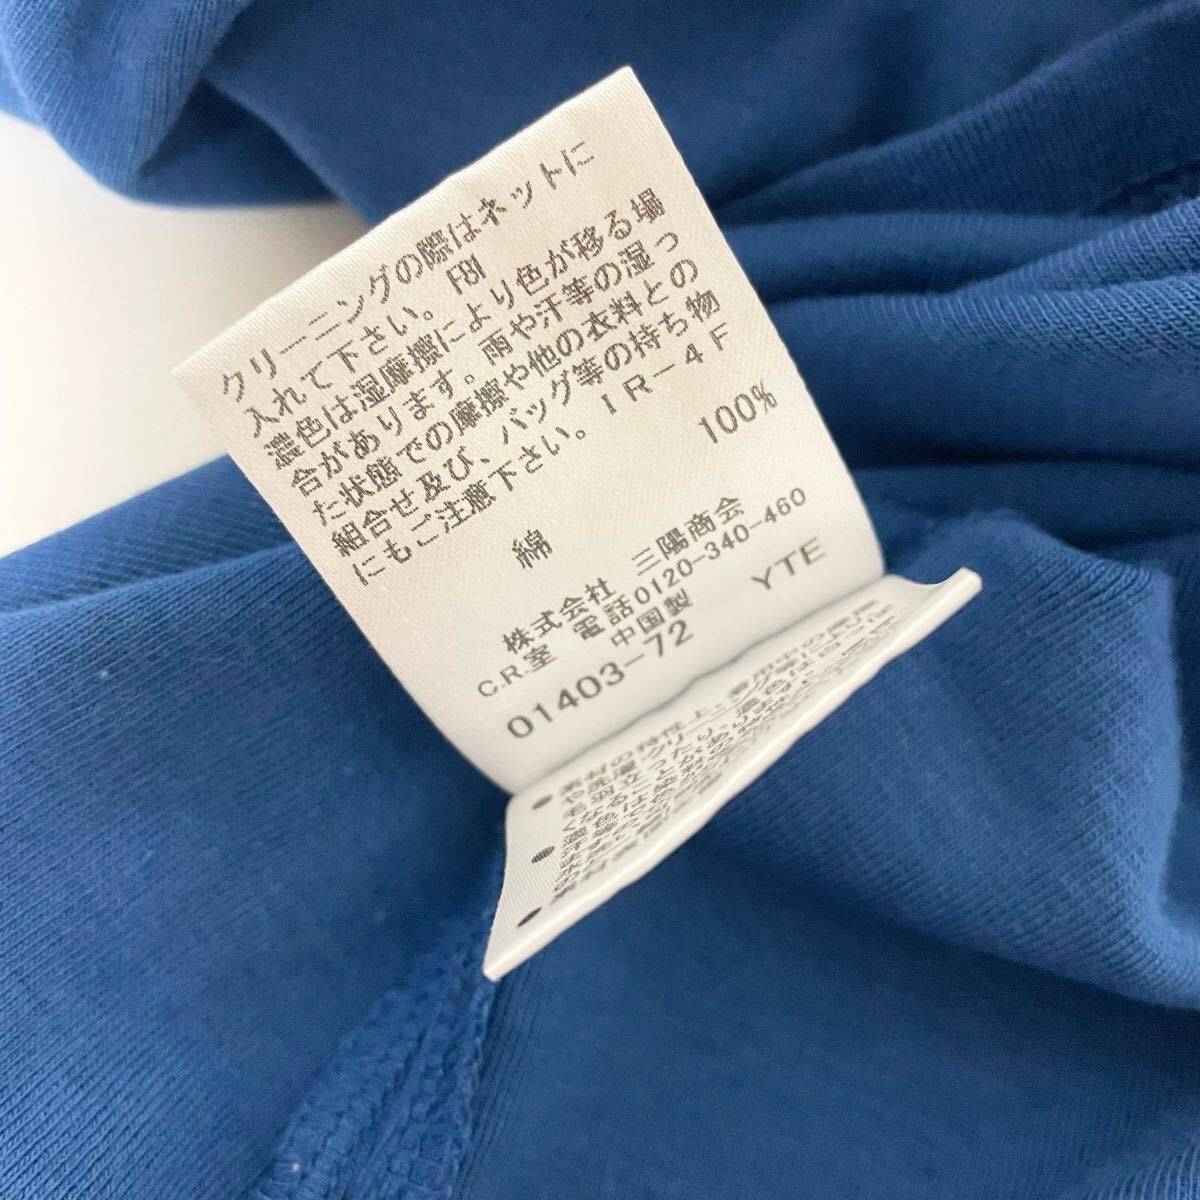 クリーニングの際はネットに
入れて下さい。 F81
濃色は湿摩擦により色が移る場
合があります。雨や汗等の湿っ
た状態での摩擦や他の衣料との
組合せ及び、バッグ等の持ち物
にもご注意下さい。 IR-4F
綿 100%
株式会社 三陽商会
C.R.室 電話0120-340-460
中国製 YTE
01403-72